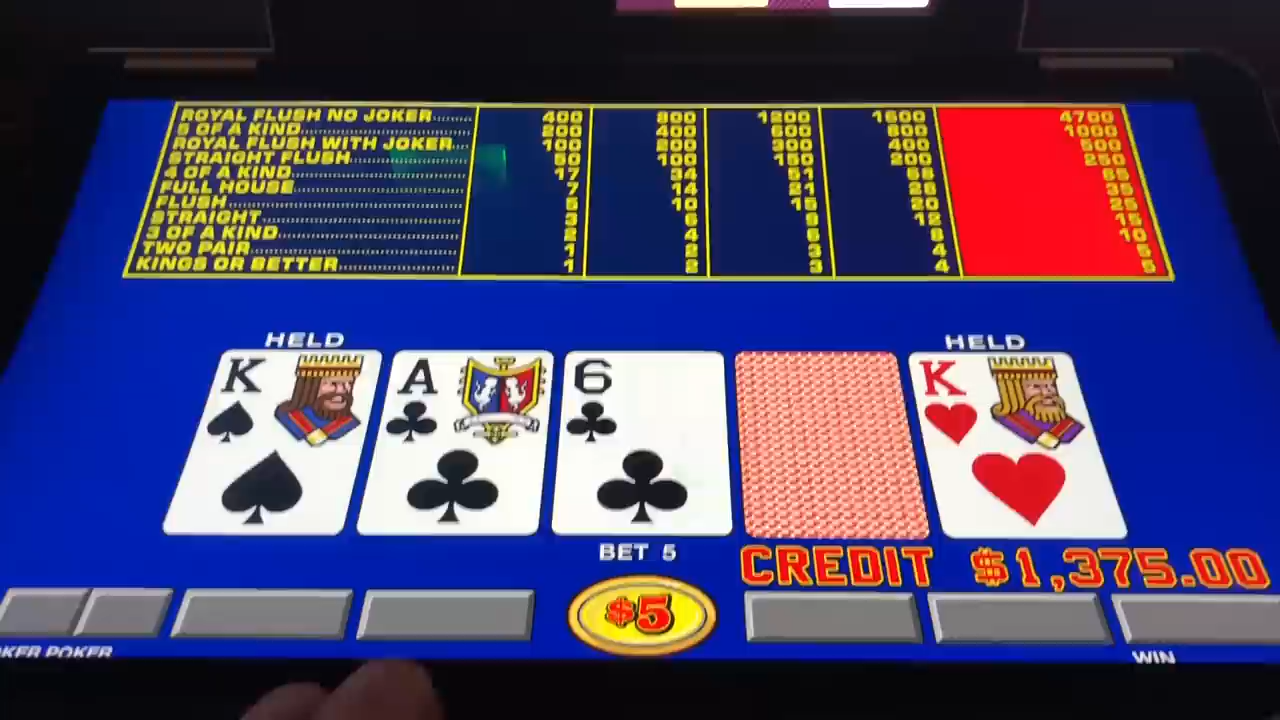 ROYAL FLUSH NO JOKER 400 800 1200 1600 4700
5 OF A KIND 200 400 600 800 1000
ROYAL FLUSH WITH JOKER 100 200 300 400 500
STRAIGHT FLUSH 50 100 150 200 250
4 OF A KIND 17 34 51 68 85
FULL HOUSE 7 14 21 28 35
FLUSH 5 10 15 20 25
STRAIGHT 3 6 9 12 15
3 OF A KIND 2 4 6 8 10
TWO PAIR 1 2 3 4 5
KINGS OR BETTER 1 2 3 4 5
HELD HELD
K A 6 K
BET 5
CREDIT $1,375.00
$5
KER POKER WIN